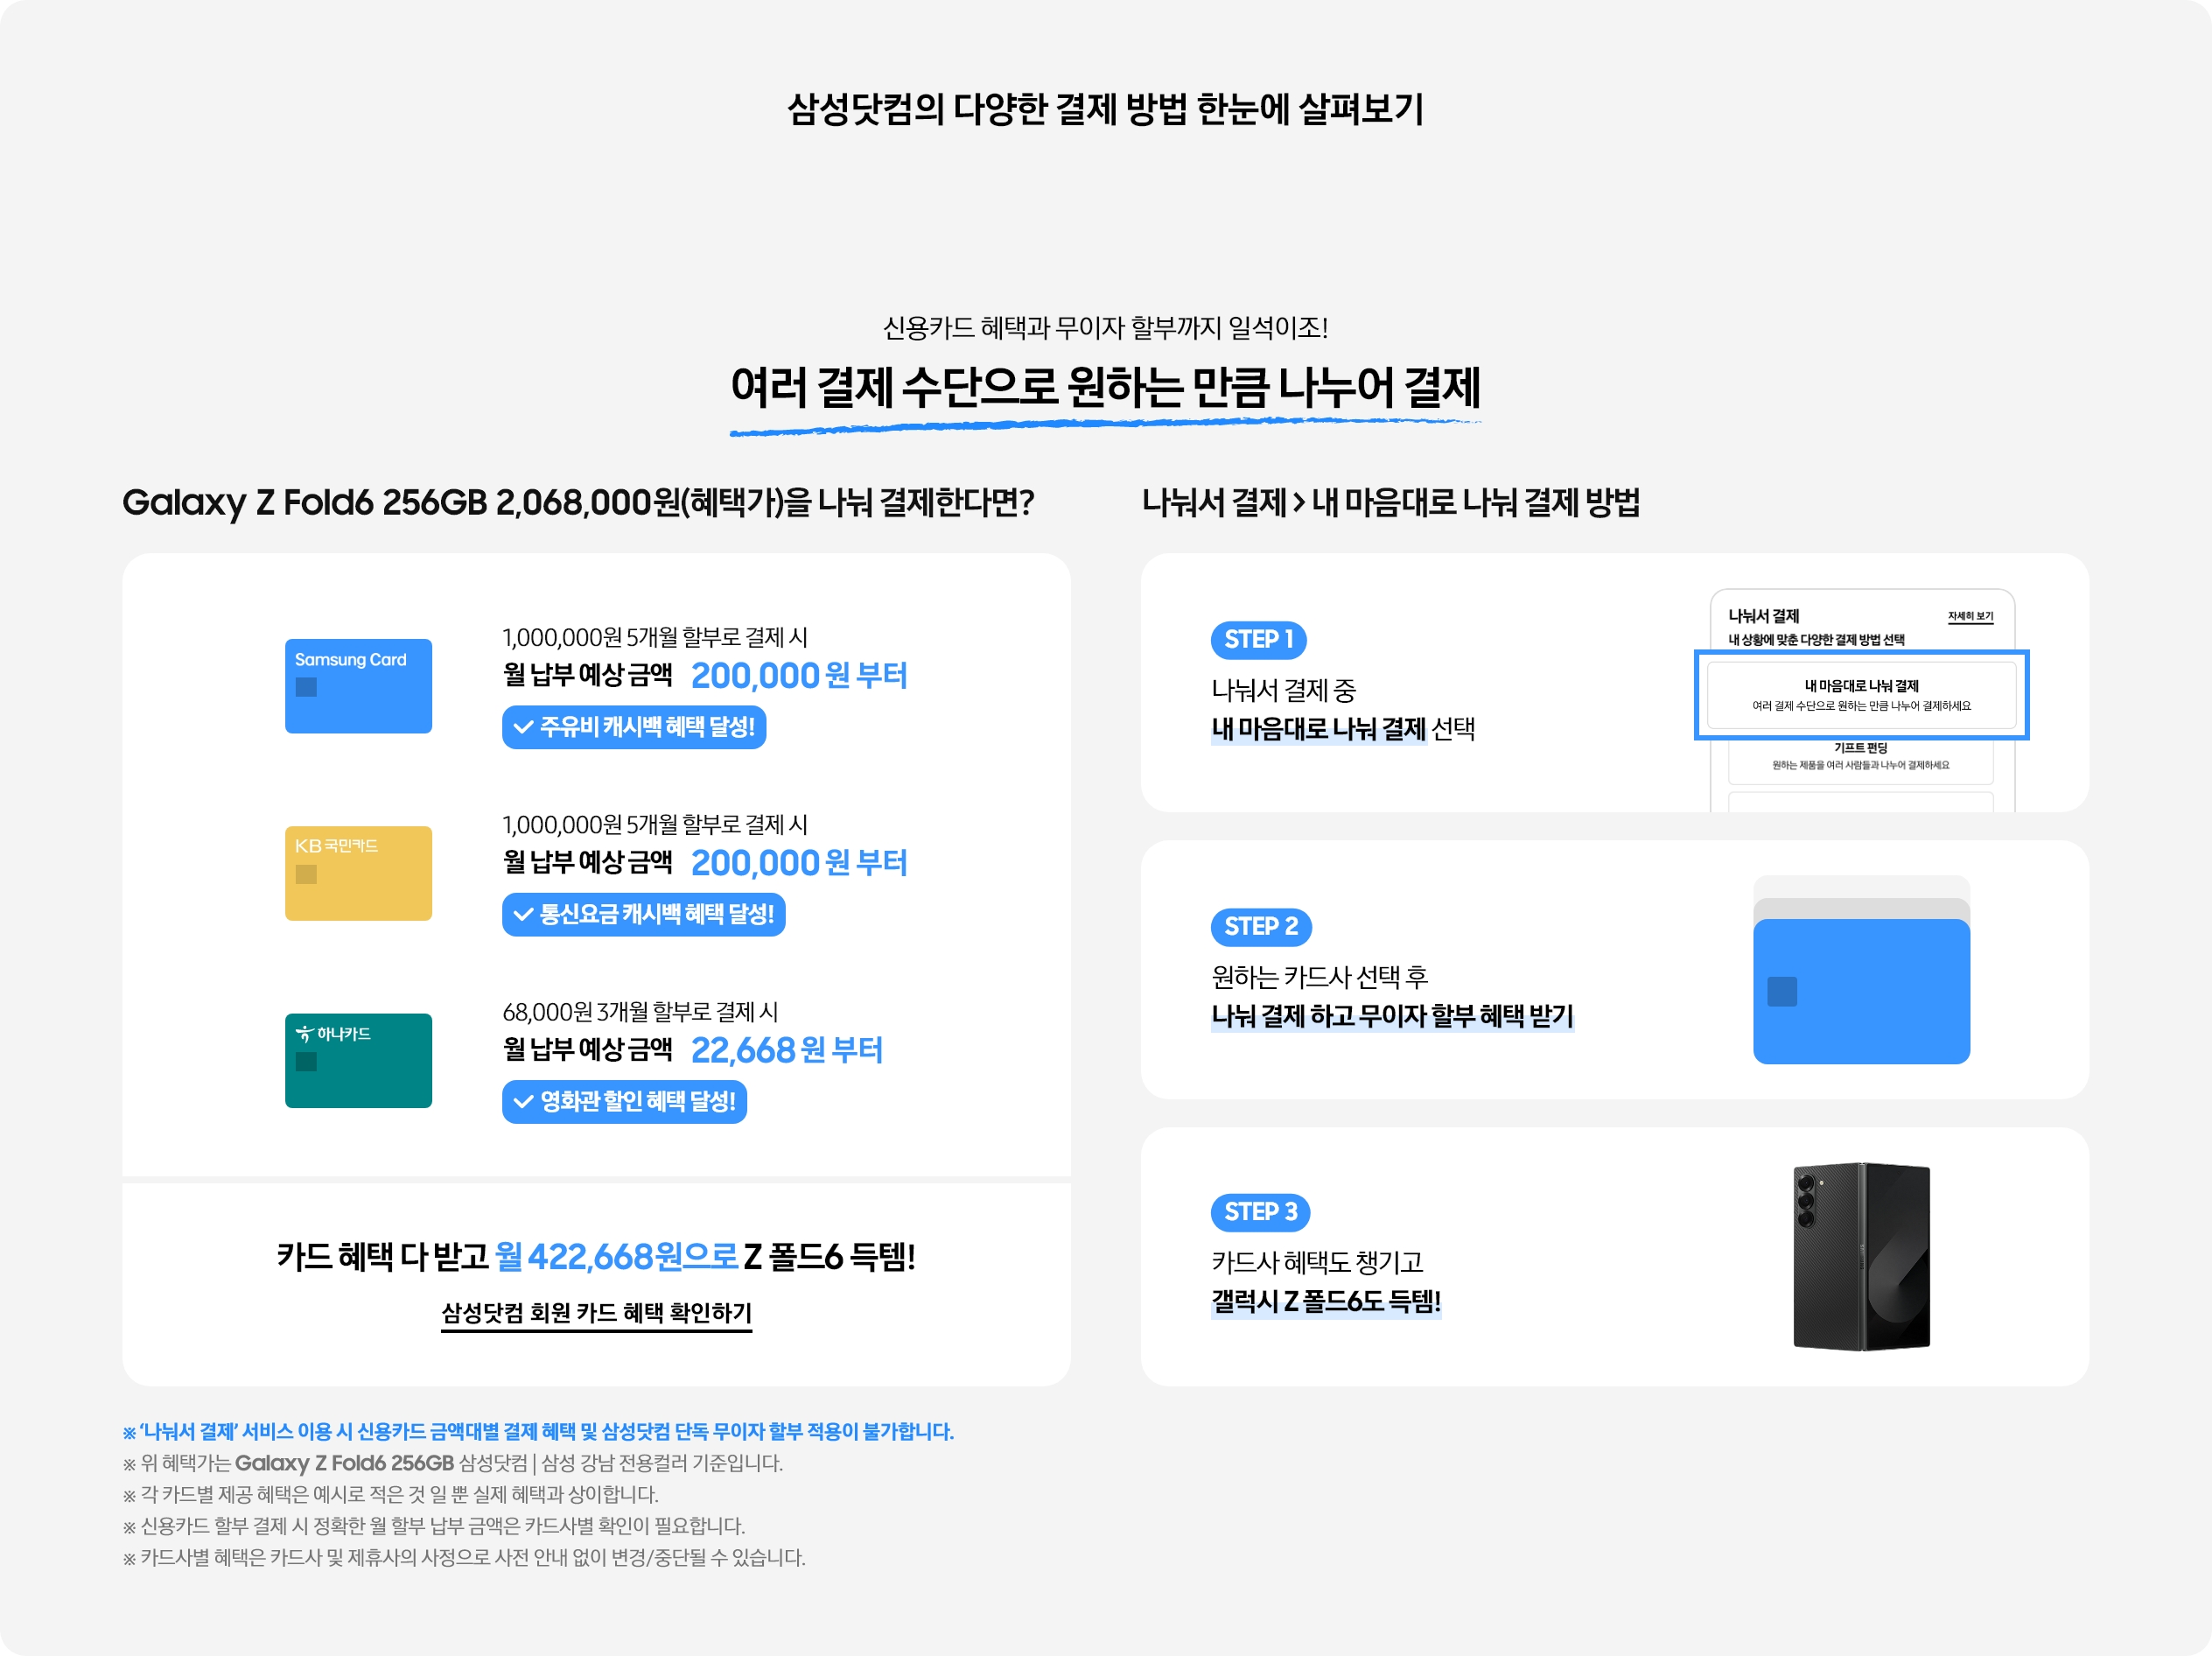 삼성닷컴의 다양한 결제 방법 한눈에 살펴보기
신용카드 혜택과 무이자 할부까지 일석이조!
여러 결제 수단으로 원하는 만큼 나누어 결제
Galaxy Z Fold6 256GB 2,068,000원(혜택가)을 나눠 결제한다면?
Samsung Card
1,000,000원 5개월 할부로 결제 시
월 납부 예상 금액 200,000 원 부터
주유비 캐시백 혜택 달성!
KB 국민카드
1,000,000원 5개월 할부로 결제 시
월 납부 예상 금액 200,000 원 부터
통신요금 캐시백 혜택 달성!
하나카드
68,000원 3개월 할부로 결제 시
월 납부 예상 금액 22,668 원 부터
영화관 할인 혜택 달성!
카드 혜택 다 받고 월 422,668원으로 Z 폴드6 득템!
삼성닷컴 회원 카드 혜택 확인하기
나눠서 결제 > 내 마음대로 나눠 결제 방법
STEP 1
나눠서 결제 중
내 마음대로 나눠 결제 선택
나눠서 결제 자세히 보기
내 상황에 맞춘 다양한 결제 방법 선택
내 마음대로 나눠 결제
여러 결제 수단으로 원하는 만큼 나누어 결제하세요
기프트 펀딩
원하는 제품을 여러 사람들과 나누어 결제하세요
STEP 2
원하는 카드사 선택 후
나눠 결제 하고 무이자 할부 혜택 받기
STEP 3
카드사 혜택도 챙기고
갤럭시 Z 폴드6도 득템!
※ ‘나눠서 결제’ 서비스 이용 시 신용카드 금액대별 결제 혜택 및 삼성닷컴 단독 무이자 할부 적용이 불가합니다.
※ 위 혜택가는 Galaxy Z Fold6 256GB 삼성닷컴 | 삼성 강남 전용컬러 기준입니다.
※ 각 카드별 제공 혜택은 예시로 적은 것 일 뿐 실제 혜택과 상이합니다.
※ 신용카드 할부 결제 시 정확한 월 할부 납부 금액은 카드사별 확인이 필요합니다.
※ 카드사별 혜택은 카드사 및 제휴사의 사정으로 사전 안내 없이 변경/중단될 수 있습니다.